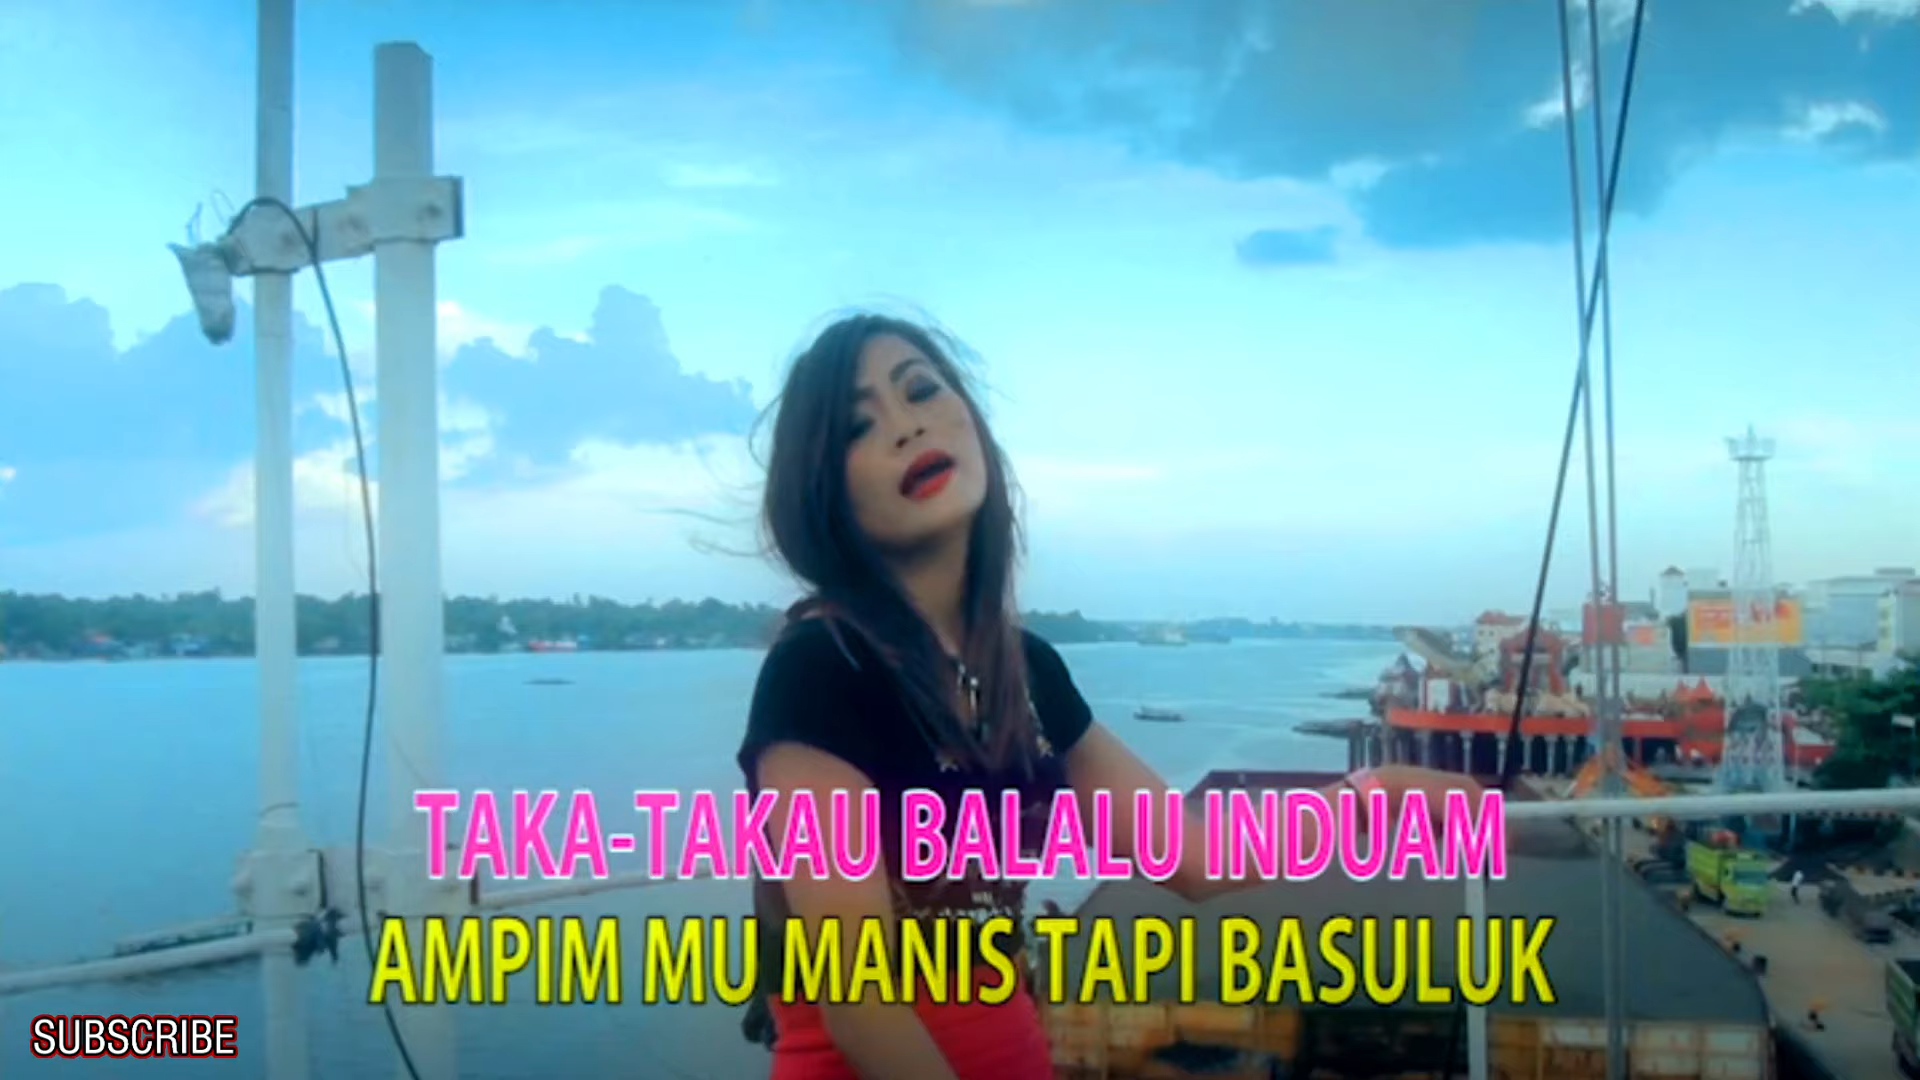 TAKA-TAKAU BALALU INDUAM
AMPIM MU MANIS TAPI BASULUK
SUBSCRIBE